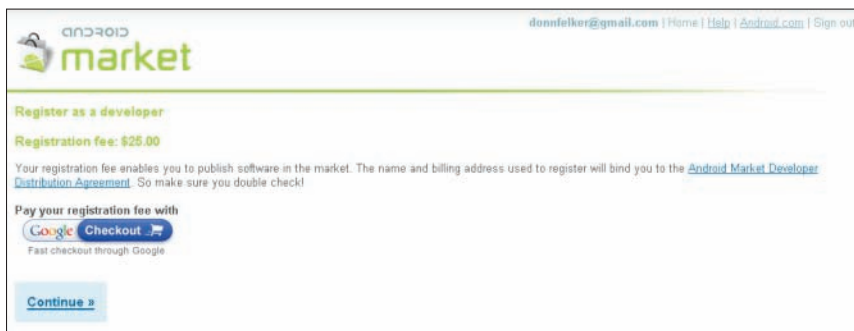 donnfelker@gmail.com | Home | Help | Android.com | Sign out
android
market
Register as a developer
Registration fee: $25.00
Your registration fee enables you to publish software in the market. The name and billing address used to register will bind you to the Android Market Developer
Distribution Agreement. So make sure you double check!
Pay your registration fee with
Google Checkout
Fast checkout through Google
Continue »